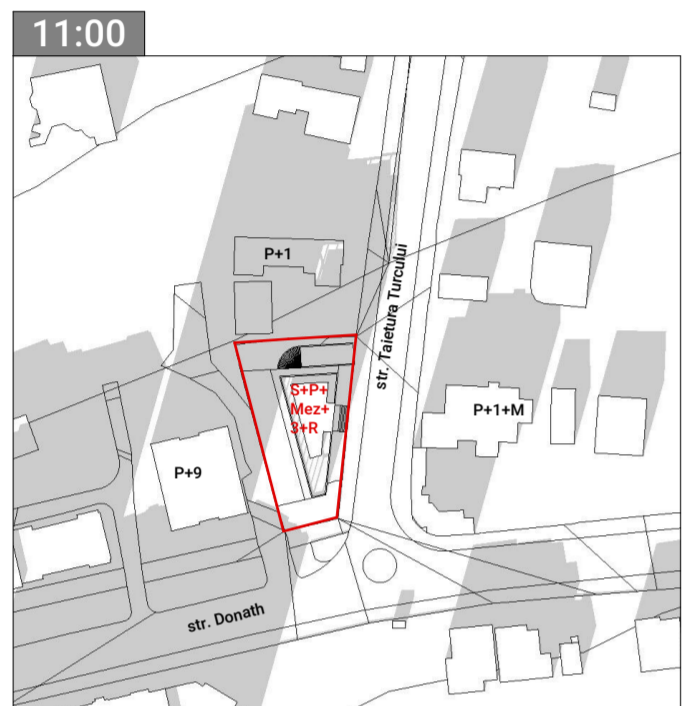 11:00
P+1
str. Taietura Turcului
S+P+
Mez+
3+R
P+1+M
P+9
str. Donath